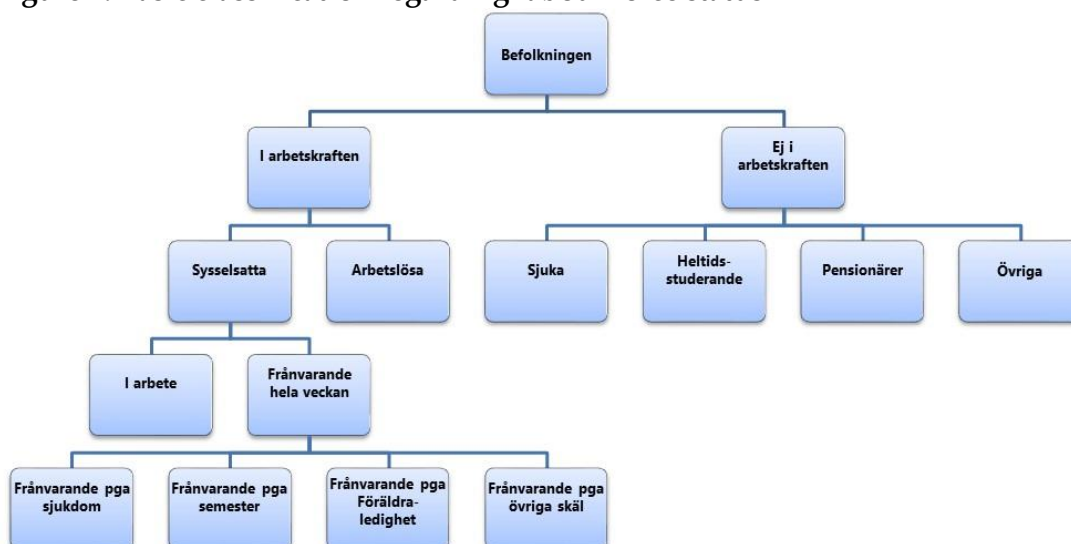 Befolkningen
I arbetskraften
Ej i
arbetskraften
Sysselsatta
Arbetslösa
Sjuka
Heltids-
studerande
Pensionärer
Övriga
I arbete
Frånvarande
hela veckan
Frånvarande pga
sjukdom
Frånvarande pga
semester
Frånvarande pga
Föräldra-
ledighet
Frånvarande pga
övriga skäl